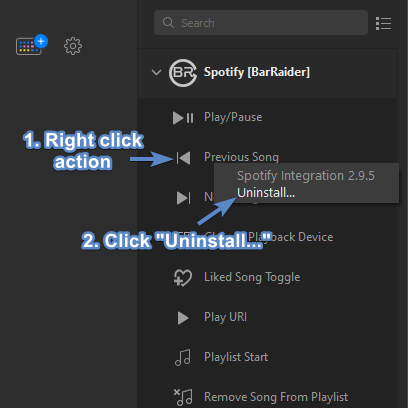 Search
BR
Spotify [BarRaider]
Play/Pause
1. Right click
action
Previous Song
Spotify Integration 2.9.5
Uninstall...
N
2. Click "Uninstall..."
Playback Device
Liked Song Toggle
Play URI
Playlist Start
Remove Song From Playlist